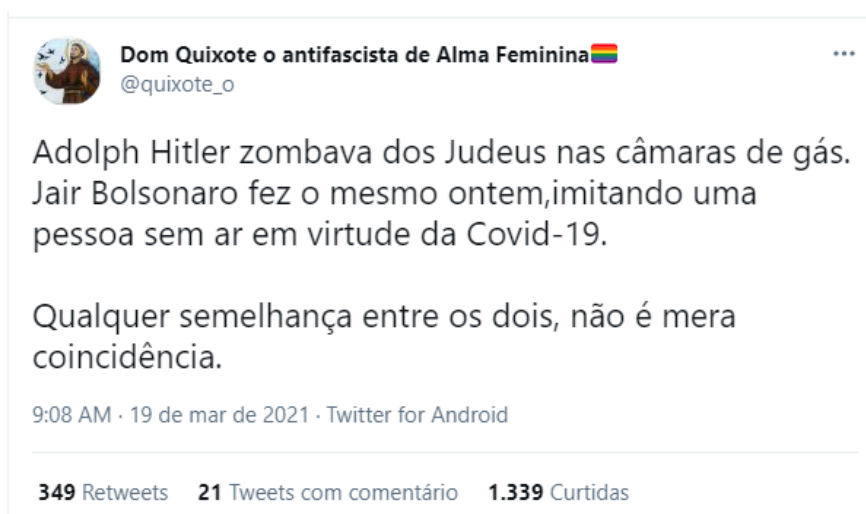 Dom Quixote o antifascista de Alma Feminina
@quixote_o
Adolph Hitler zombava dos Judeus nas câmaras de gás.
Jair Bolsonaro fez o mesmo ontem,imitando uma
pessoa sem ar em virtude da Covid-19.
Qualquer semelhança entre os dois, não é mera
coincidência.
9:08 AM · 19 de mar de 2021 · Twitter for Android
349 Retweets 21 Tweets com comentário 1.339 Curtidas